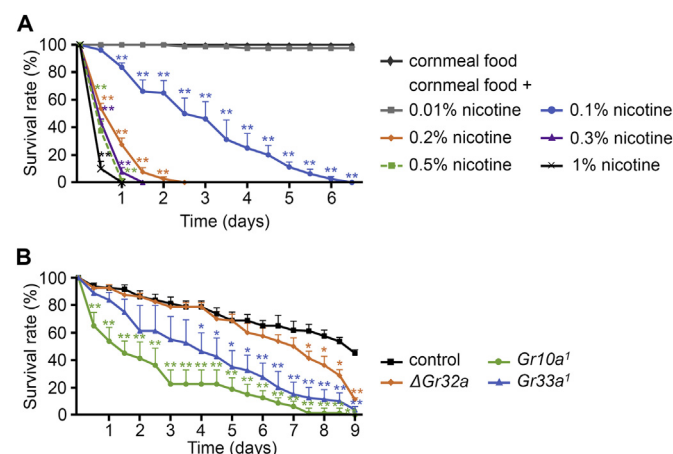 A
Survival rate (%)
100
80
60
40
20
0
** ** ** ** ** ** ** ** ** ** ** ** **
** ** ** **
** **
** **
** **
1 2 3 4 5 6
Time (days)
cornmeal food
cornmeal food +
0.01% nicotine 0.1% nicotine
0.2% nicotine 0.3% nicotine
0.5% nicotine 1% nicotine
B
Survival rate (%)
100
80
60
40
20
0
1 2 3 4 5 6 7 8 9
Time (days)
control Gr10a¹
ΔGr32a Gr33a¹